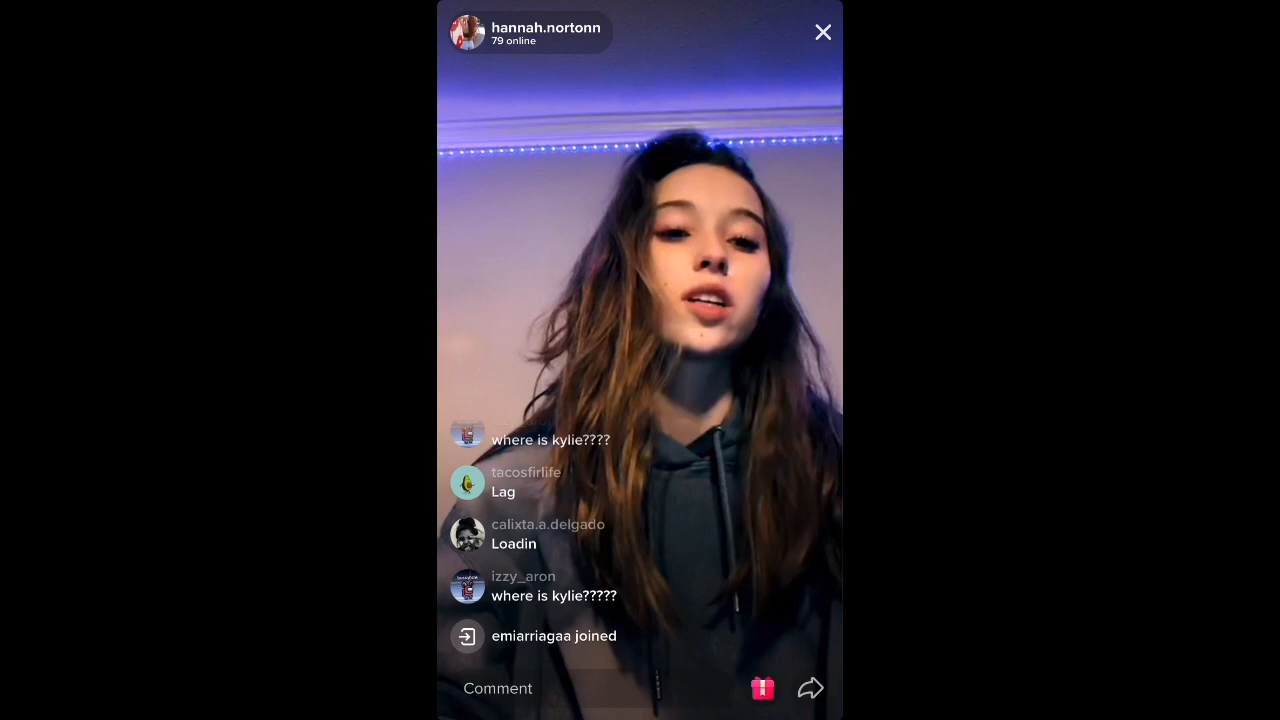 hannah.nortonn
79 online
where is kylie????
tacosfirlife
Lag
calixta.a.delgado
Loadin
izzy_aron
where is kylie?????
emiarriagaa joined
Comment